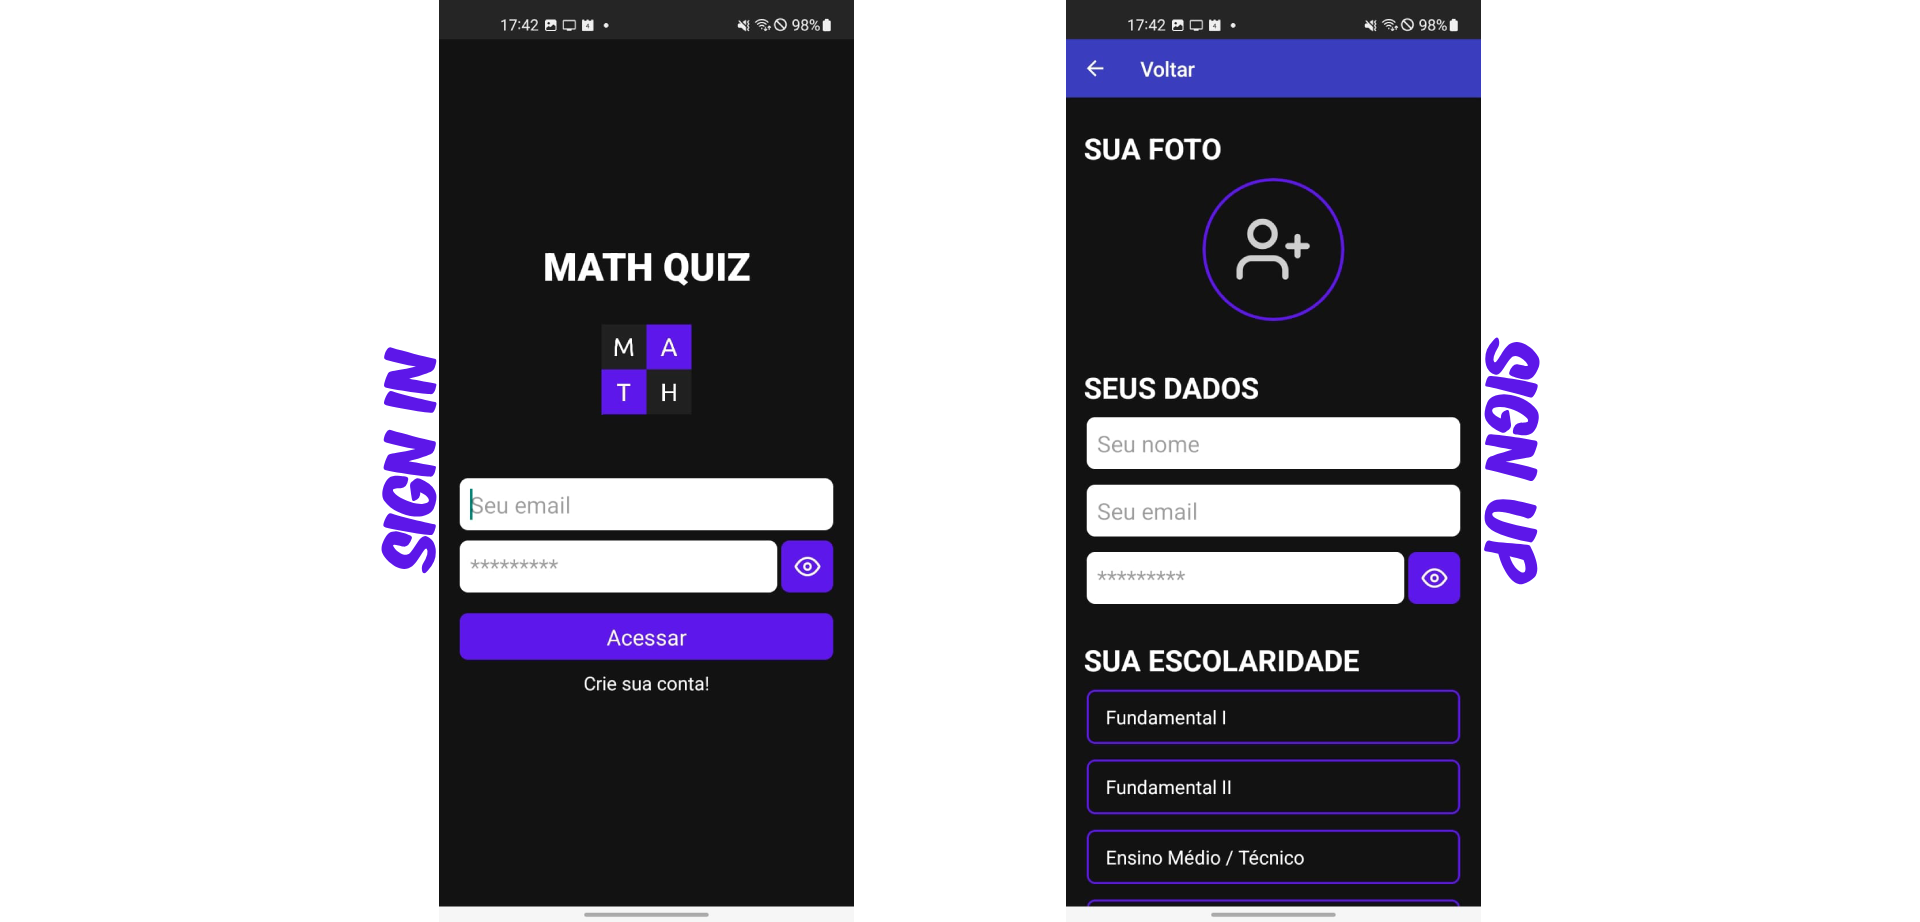 SIGN IN
17:42 98%
MATH QUIZ
M A
T H
Seu email
*********
Acessar
Crie sua conta!
17:42 98%
Voltar
SUA FOTO
SEUS DADOS
Seu nome
Seu email
*********
SUA ESCOLARIDADE
Fundamental I
Fundamental II
Ensino Médio / Técnico
SIGN UP